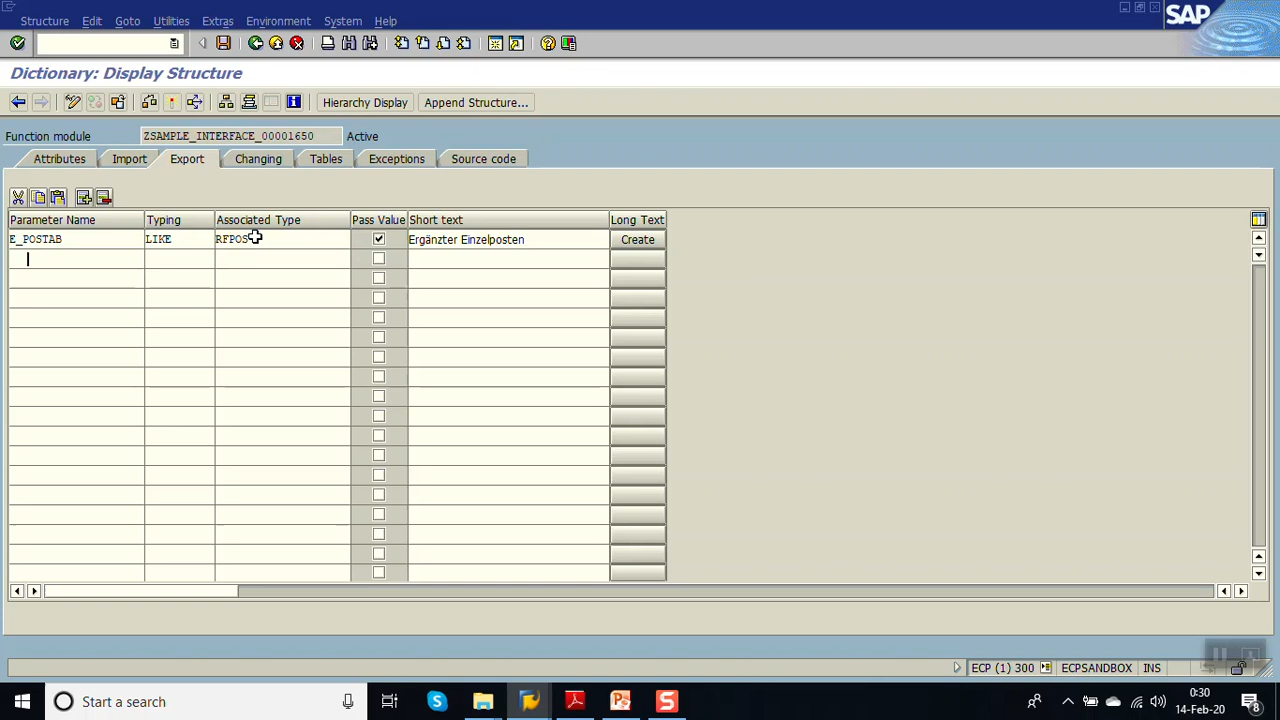 Structure Edit Goto Utilities Extras Environment System Help
SAP
Dictionary: Display Structure
Hierarchy Display Append Structure...
Function module ZSAMPLE_INTERFACE_00001650 Active
Attributes Import Export Changing Tables Exceptions Source code
Parameter Name Typing Associated Type Pass Value Short text Long Text
E_POSTAB LIKE RFPOS Ergänzter Einzelposten Create
ECP (1) 300 ECPSANDBOX INS
Start a search
0:30
14-Feb-20
8